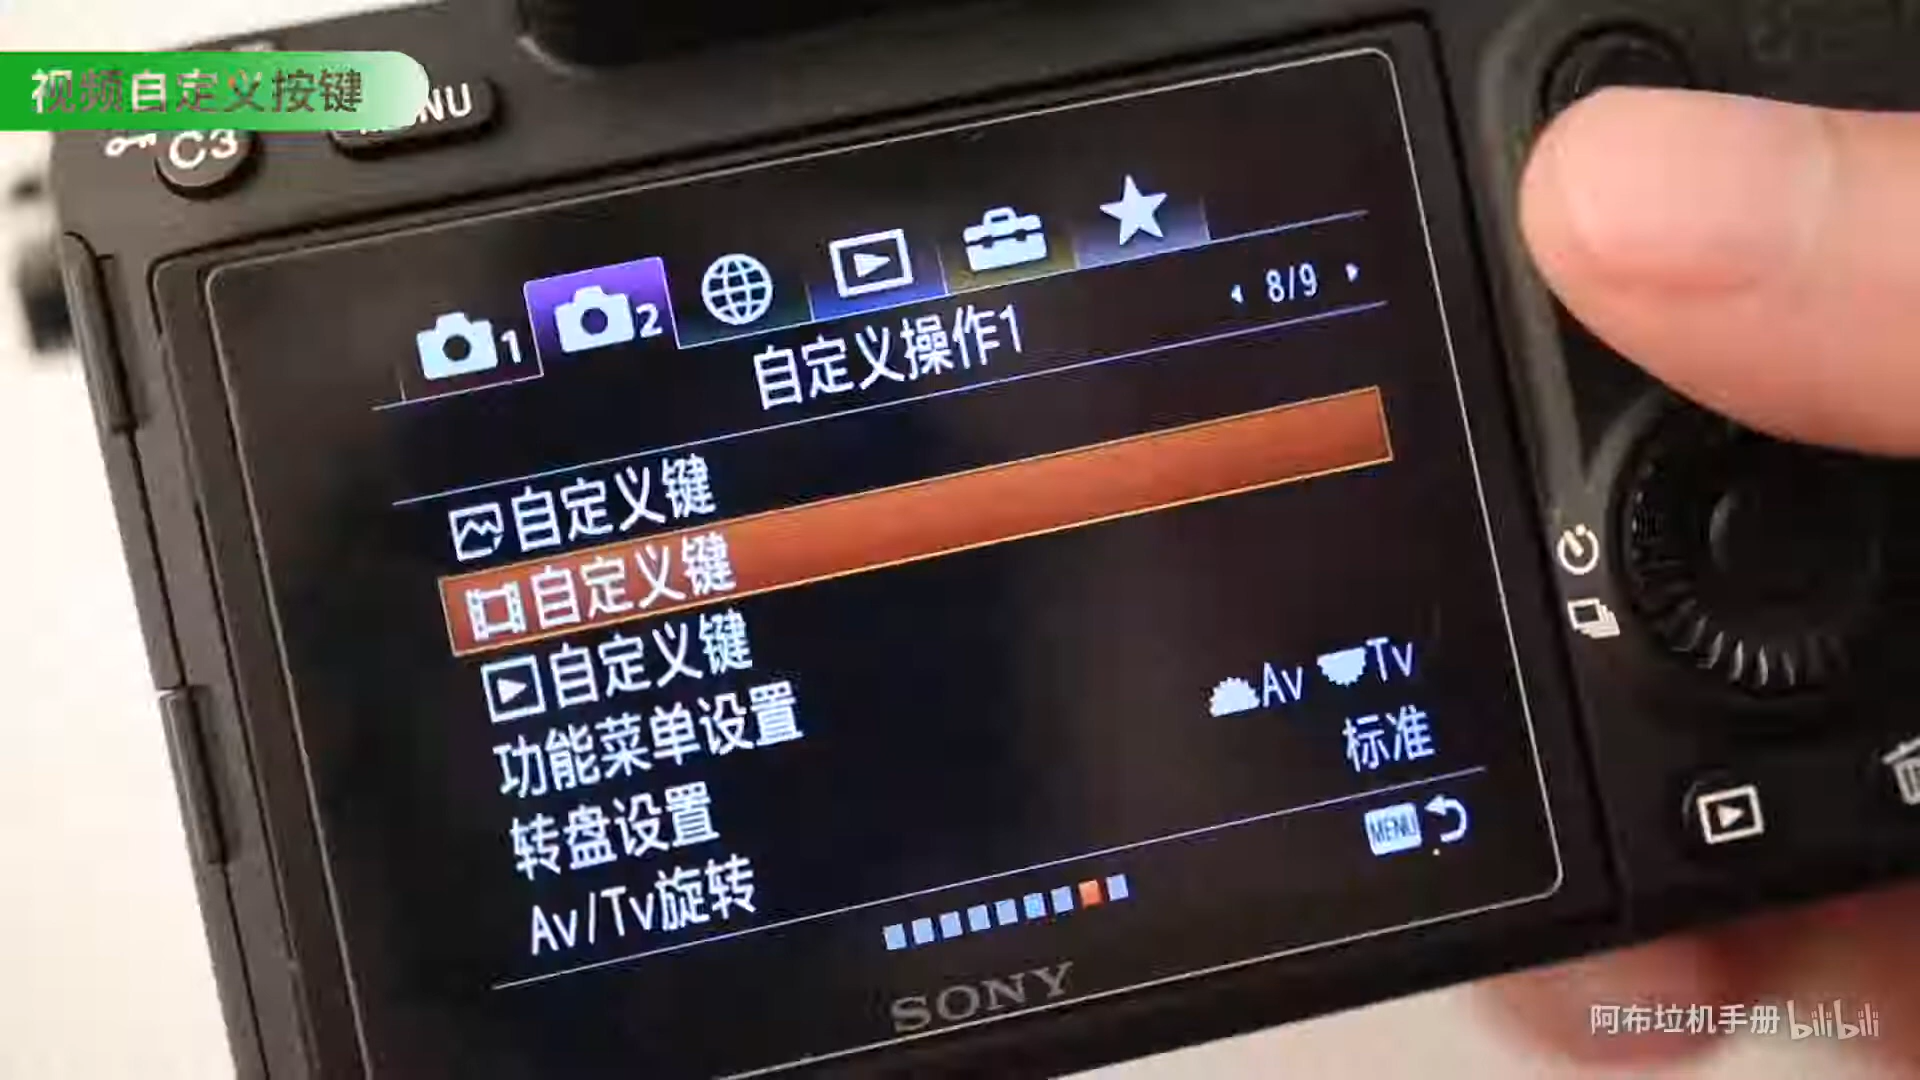 视频自定义按键
C3
MENU
1
2
8/9
自定义操作1
自定义键
自定义键
自定义键
功能菜单设置
转盘设置
Av Tv
Av/Tv旋转
标准
MENU
SONY
阿布垃机手册 bilibili